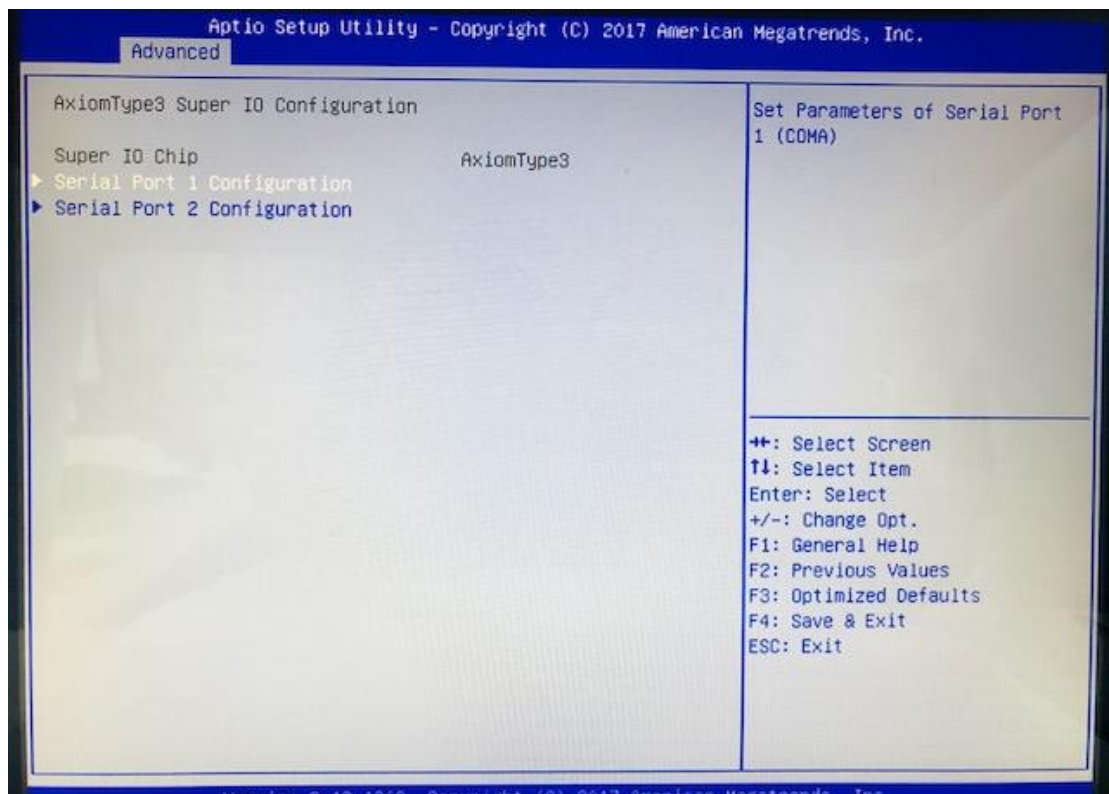 Aptio Setup Utility - Copyright (C) 2017 American Megatrends, Inc.
Advanced
AxiomType3 Super IO Configuration
Super IO Chip AxiomType3
Serial Port 1 Configuration
Serial Port 2 Configuration
Set Parameters of Serial Port
1 (COMA)
→←: Select Screen
↑↓: Select Item
Enter: Select
+/-: Change Opt.
F1: General Help
F2: Previous Values
F3: Optimized Defaults
F4: Save & Exit
ESC: Exit